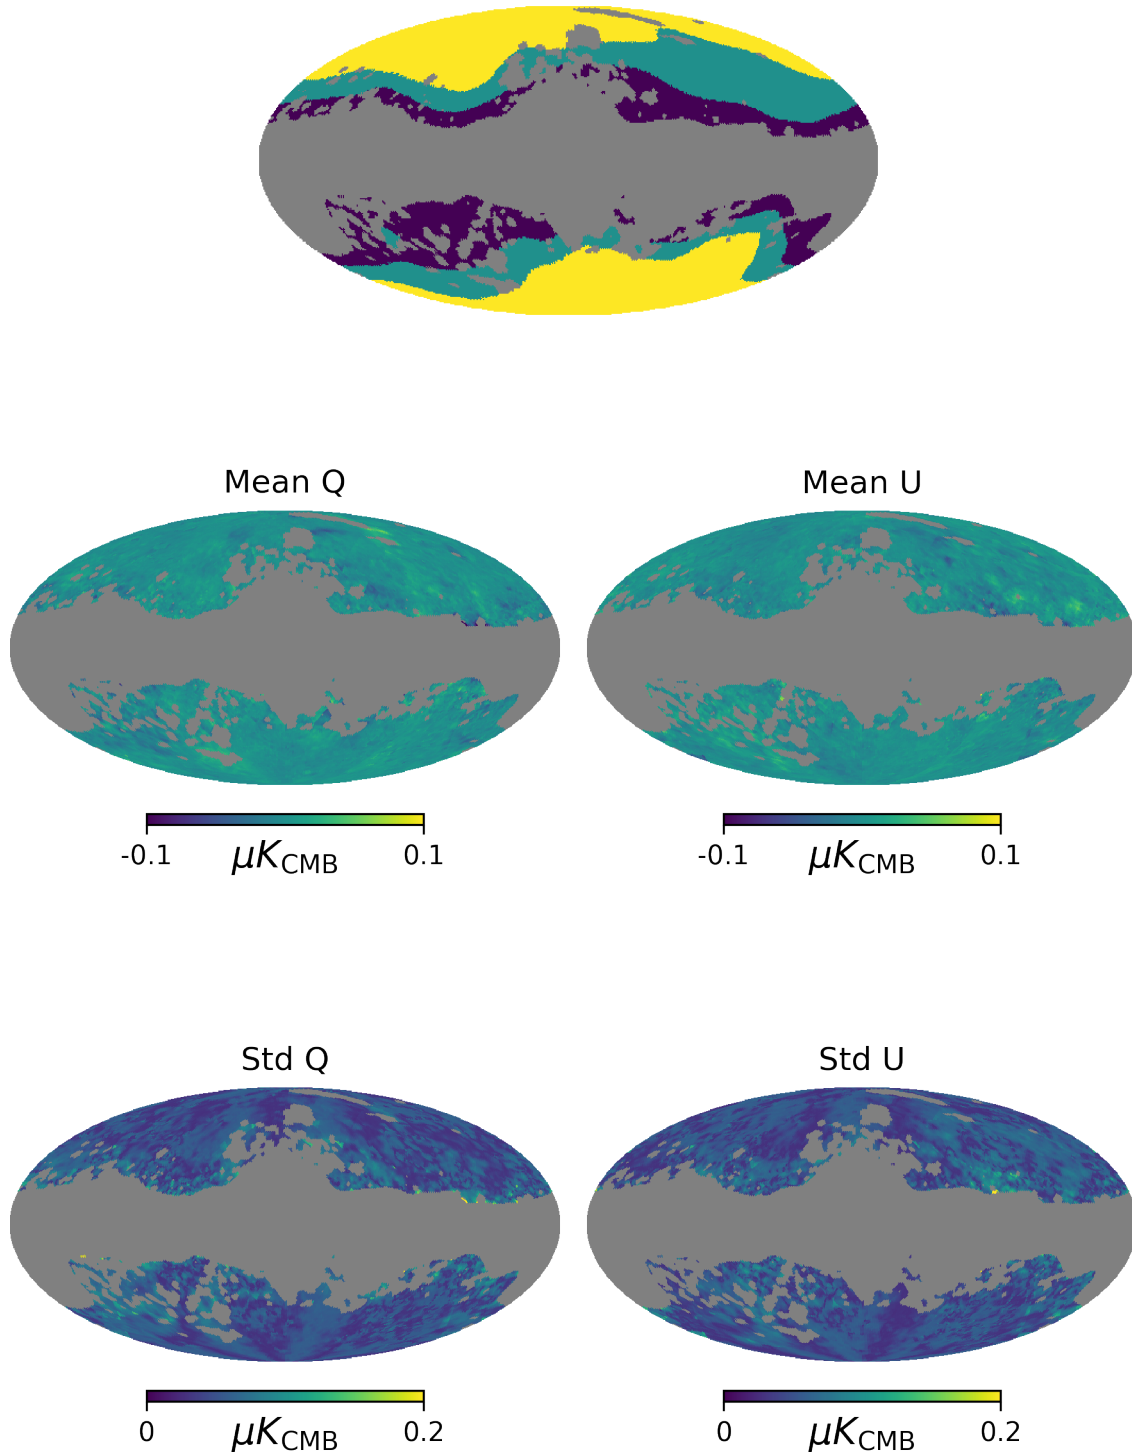 Mean Q
Mean U
-0.1 μK_CMB 0.1
-0.1 μK_CMB 0.1
Std Q
Std U
0 μK_CMB 0.2
0 μK_CMB 0.2